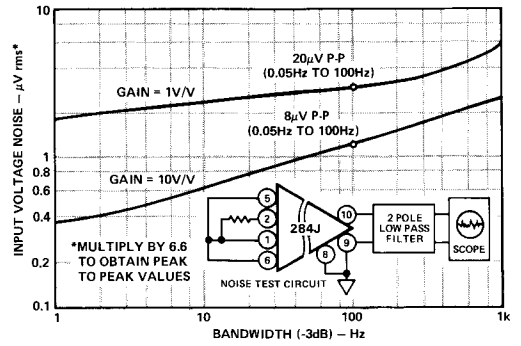 INPUT VOLTAGE NOISE – µV rms*
10
1
0.8
0.6
0.4
0.2
0.1
20µV P-P
(0.05Hz TO 100Hz)
GAIN = 1V/V
8µV P-P
(0.05Hz TO 100Hz)
GAIN = 10V/V
5
2
1
6
284J
10
9
8
2 POLE
LOW PASS
FILTER
SCOPE
*MULTIPLY BY 6.6
TO OBTAIN PEAK
TO PEAK VALUES
NOISE TEST CIRCUIT
1
10
100
1k
BANDWIDTH (-3dB) – Hz